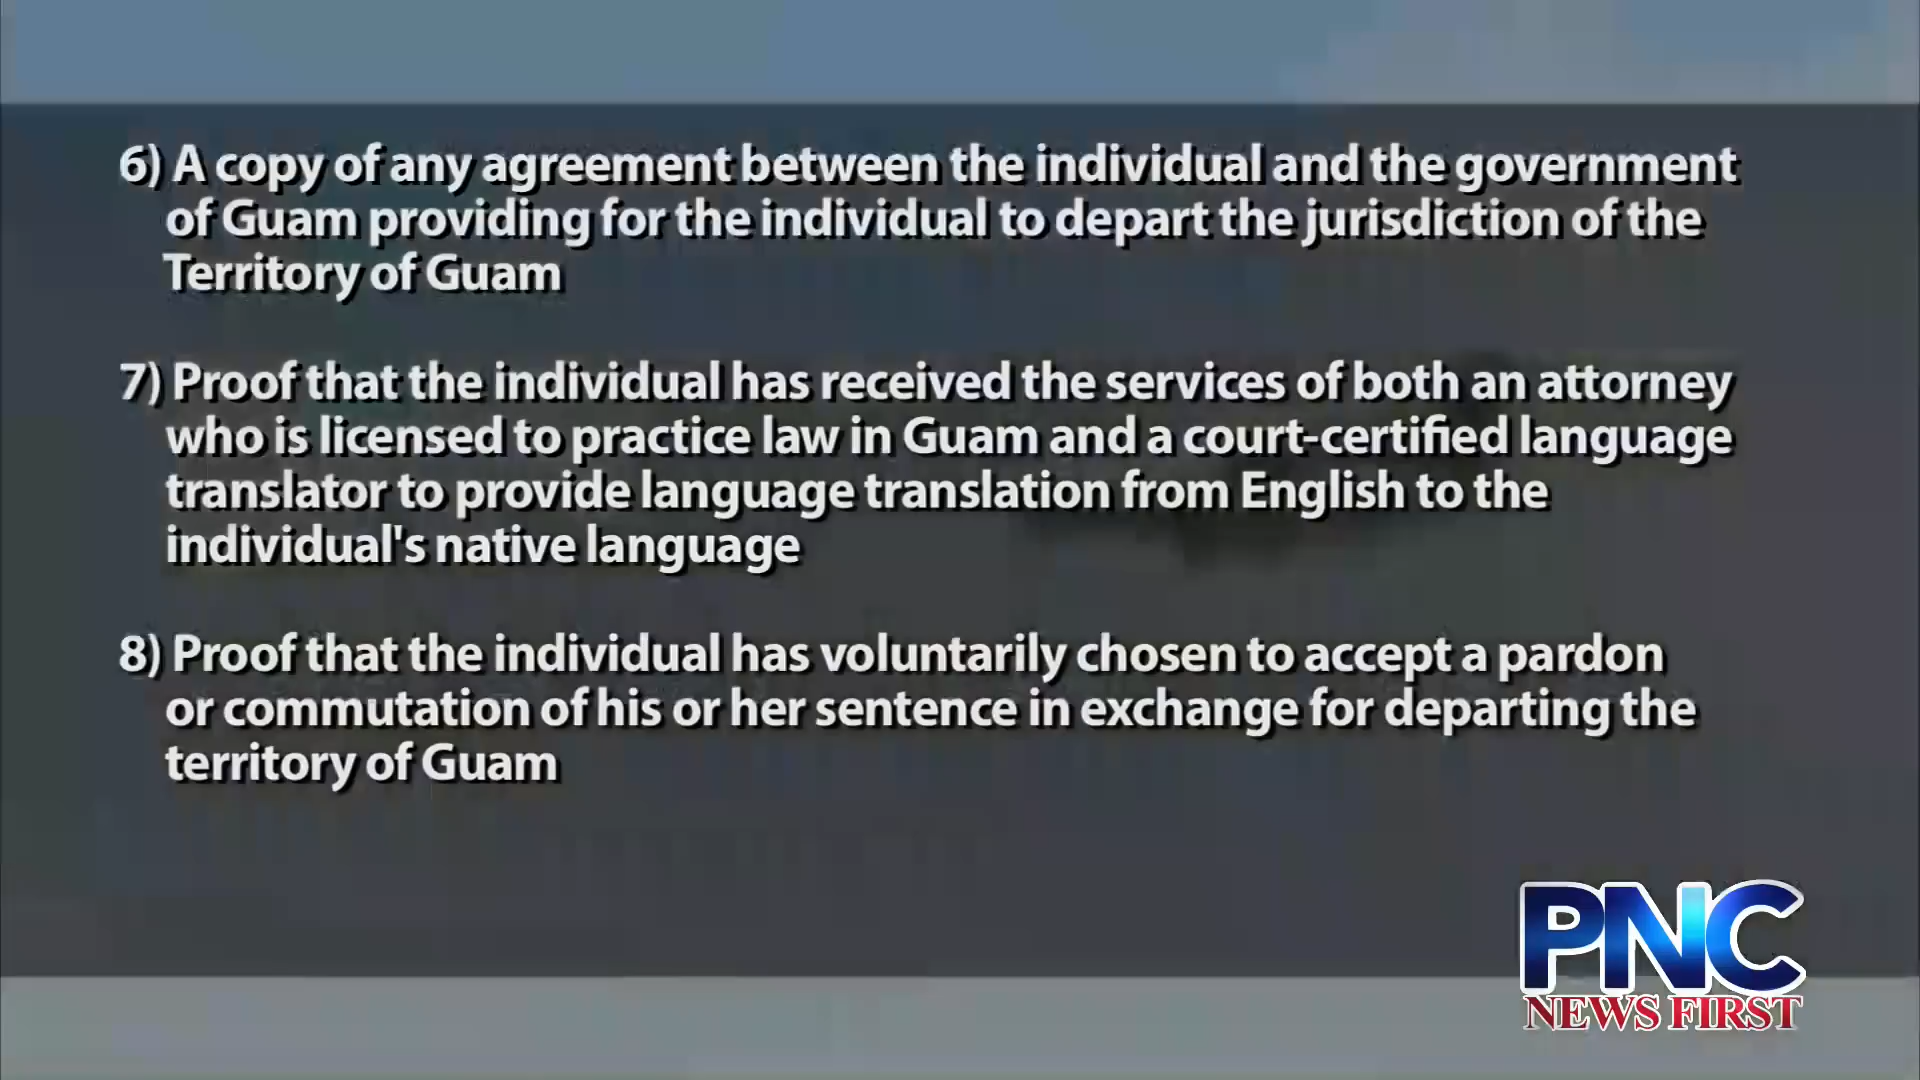 6) A copy of any agreement between the individual and the government
of Guam providing for the individual to depart the jurisdiction of the
Territory of Guam
7) Proof that the individual has received the services of both an attorney
who is licensed to practice law in Guam and a court-certified language
translator to provide language translation from English to the
individual's native language
8) Proof that the individual has voluntarily chosen to accept a pardon
or commutation of his or her sentence in exchange for departing the
territory of Guam
PNC
NEWS FIRST